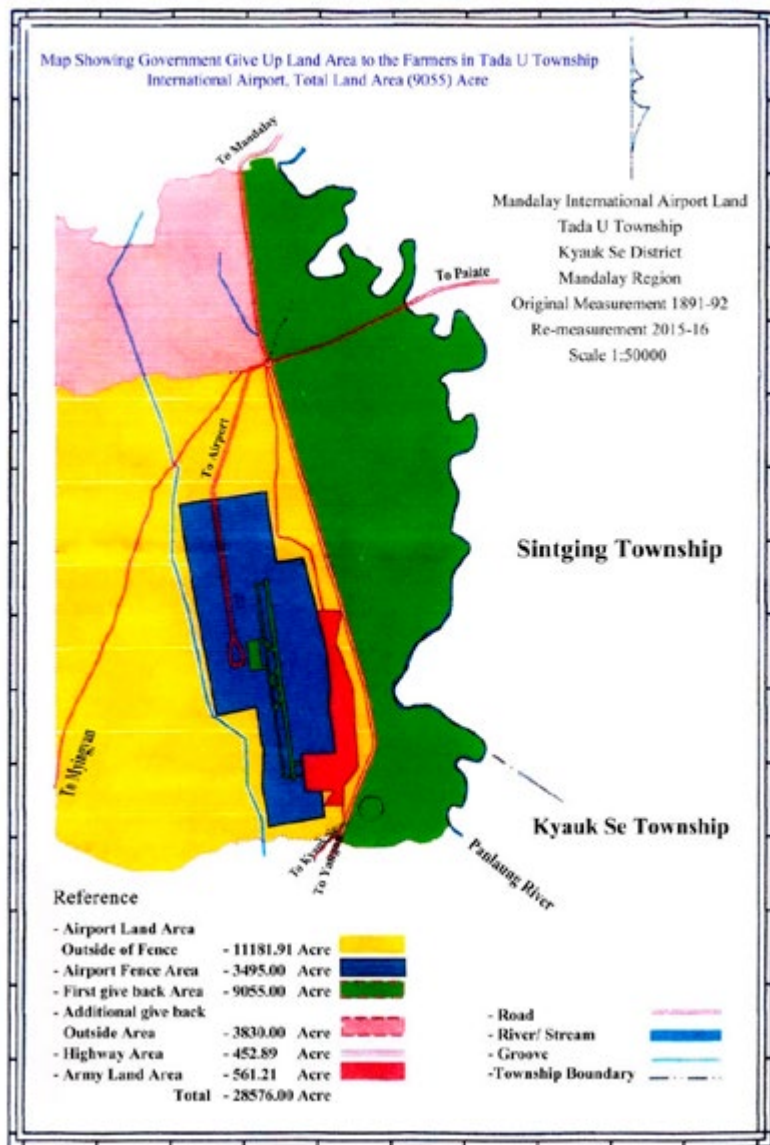 Map Showing Government Give Up Land Area to the Farmers in Tada U Township
International Airport, Total Land Area (9055) Acre
To Mandalay
Mandalay International Airport Land
Tada U Township
Kyauk Se District
Mandalay Region
Original Measurement 1891-92
Re-measurement 2015-16
Scale 1:50000
To Palate
To Airport
Sintging Township
To Myingyan
Kyauk Se Township
To Kyauk Se
To
Panlaung River
Reference
- Airport Land Area
Outside of Fence - 11181.91 Acre
- Airport Fence Area - 3495.00 Acre
- First give back Area - 9055.00 Acre
- Additional give back
Outside Area - 3830.00 Acre
- Highway Area - 452.89 Acre
- Army Land Area - 561.21 Acre
Total - 28576.00 Acre
- Road
- River/ Stream
- Groove
-Township Boundary